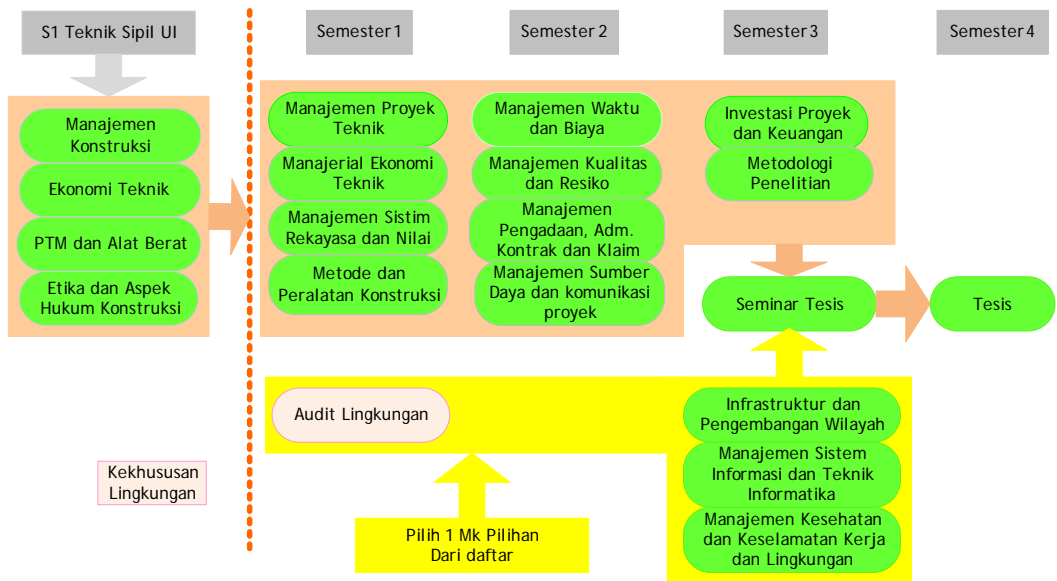 S1 Teknik Sipil UI
Semester 1
Semester 2
Semester 3
Semester 4
Manajemen
Konstruksi
Ekonomi Teknik
PTM dan Alat Berat
Etika dan Aspek
Hukum Konstruksi
Manajemen Proyek
Teknik
Manajerial Ekonomi
Teknik
Manajemen Sistim
Rekayasa dan Nilai
Metode dan
Peralatan Konstruksi
Manajemen Waktu
dan Biaya
Manajemen Kualitas
dan Resiko
Manajemen
Pengadaan, Adm.
Kontrak dan Klaim
Manajemen Sumber
Daya dan komunikasi
proyek
Investasi Proyek
dan Keuangan
Metodologi
Penelitian
Seminar Tesis
Tesis
Audit Lingkungan
Infrastruktur dan
Pengembangan Wilayah
Manajemen Sistem
Informasi dan Teknik
Informatika
Manajemen Kesehatan
dan Keselamatan Kerja
dan Lingkungan
Kekhususan
Lingkungan
Pilih 1 Mk Pilihan
Dari daftar